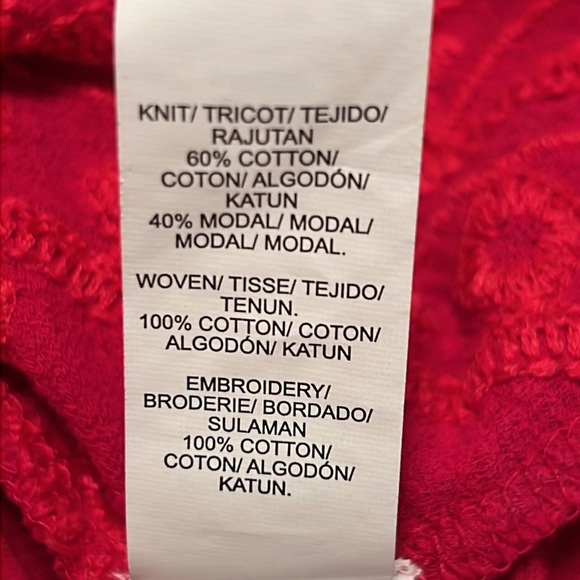 KNIT/ TRICOT/ TEJIDO/
RAJUTAN
60% COTTON/
COTON/ ALGODÓN/
KATUN
40% MODAL/ MODAL/
MODAL/ MODAL.
WOVEN/ TISSE/ TEJIDO/
TENUN.
100% COTTON/ COTON/
ALGODÓN/ KATUN
EMBROIDERY/
BRODERIE/ BORDADO/
SULAMAN
100% COTTON/
COTON/ ALGODÓN/
KATUN.